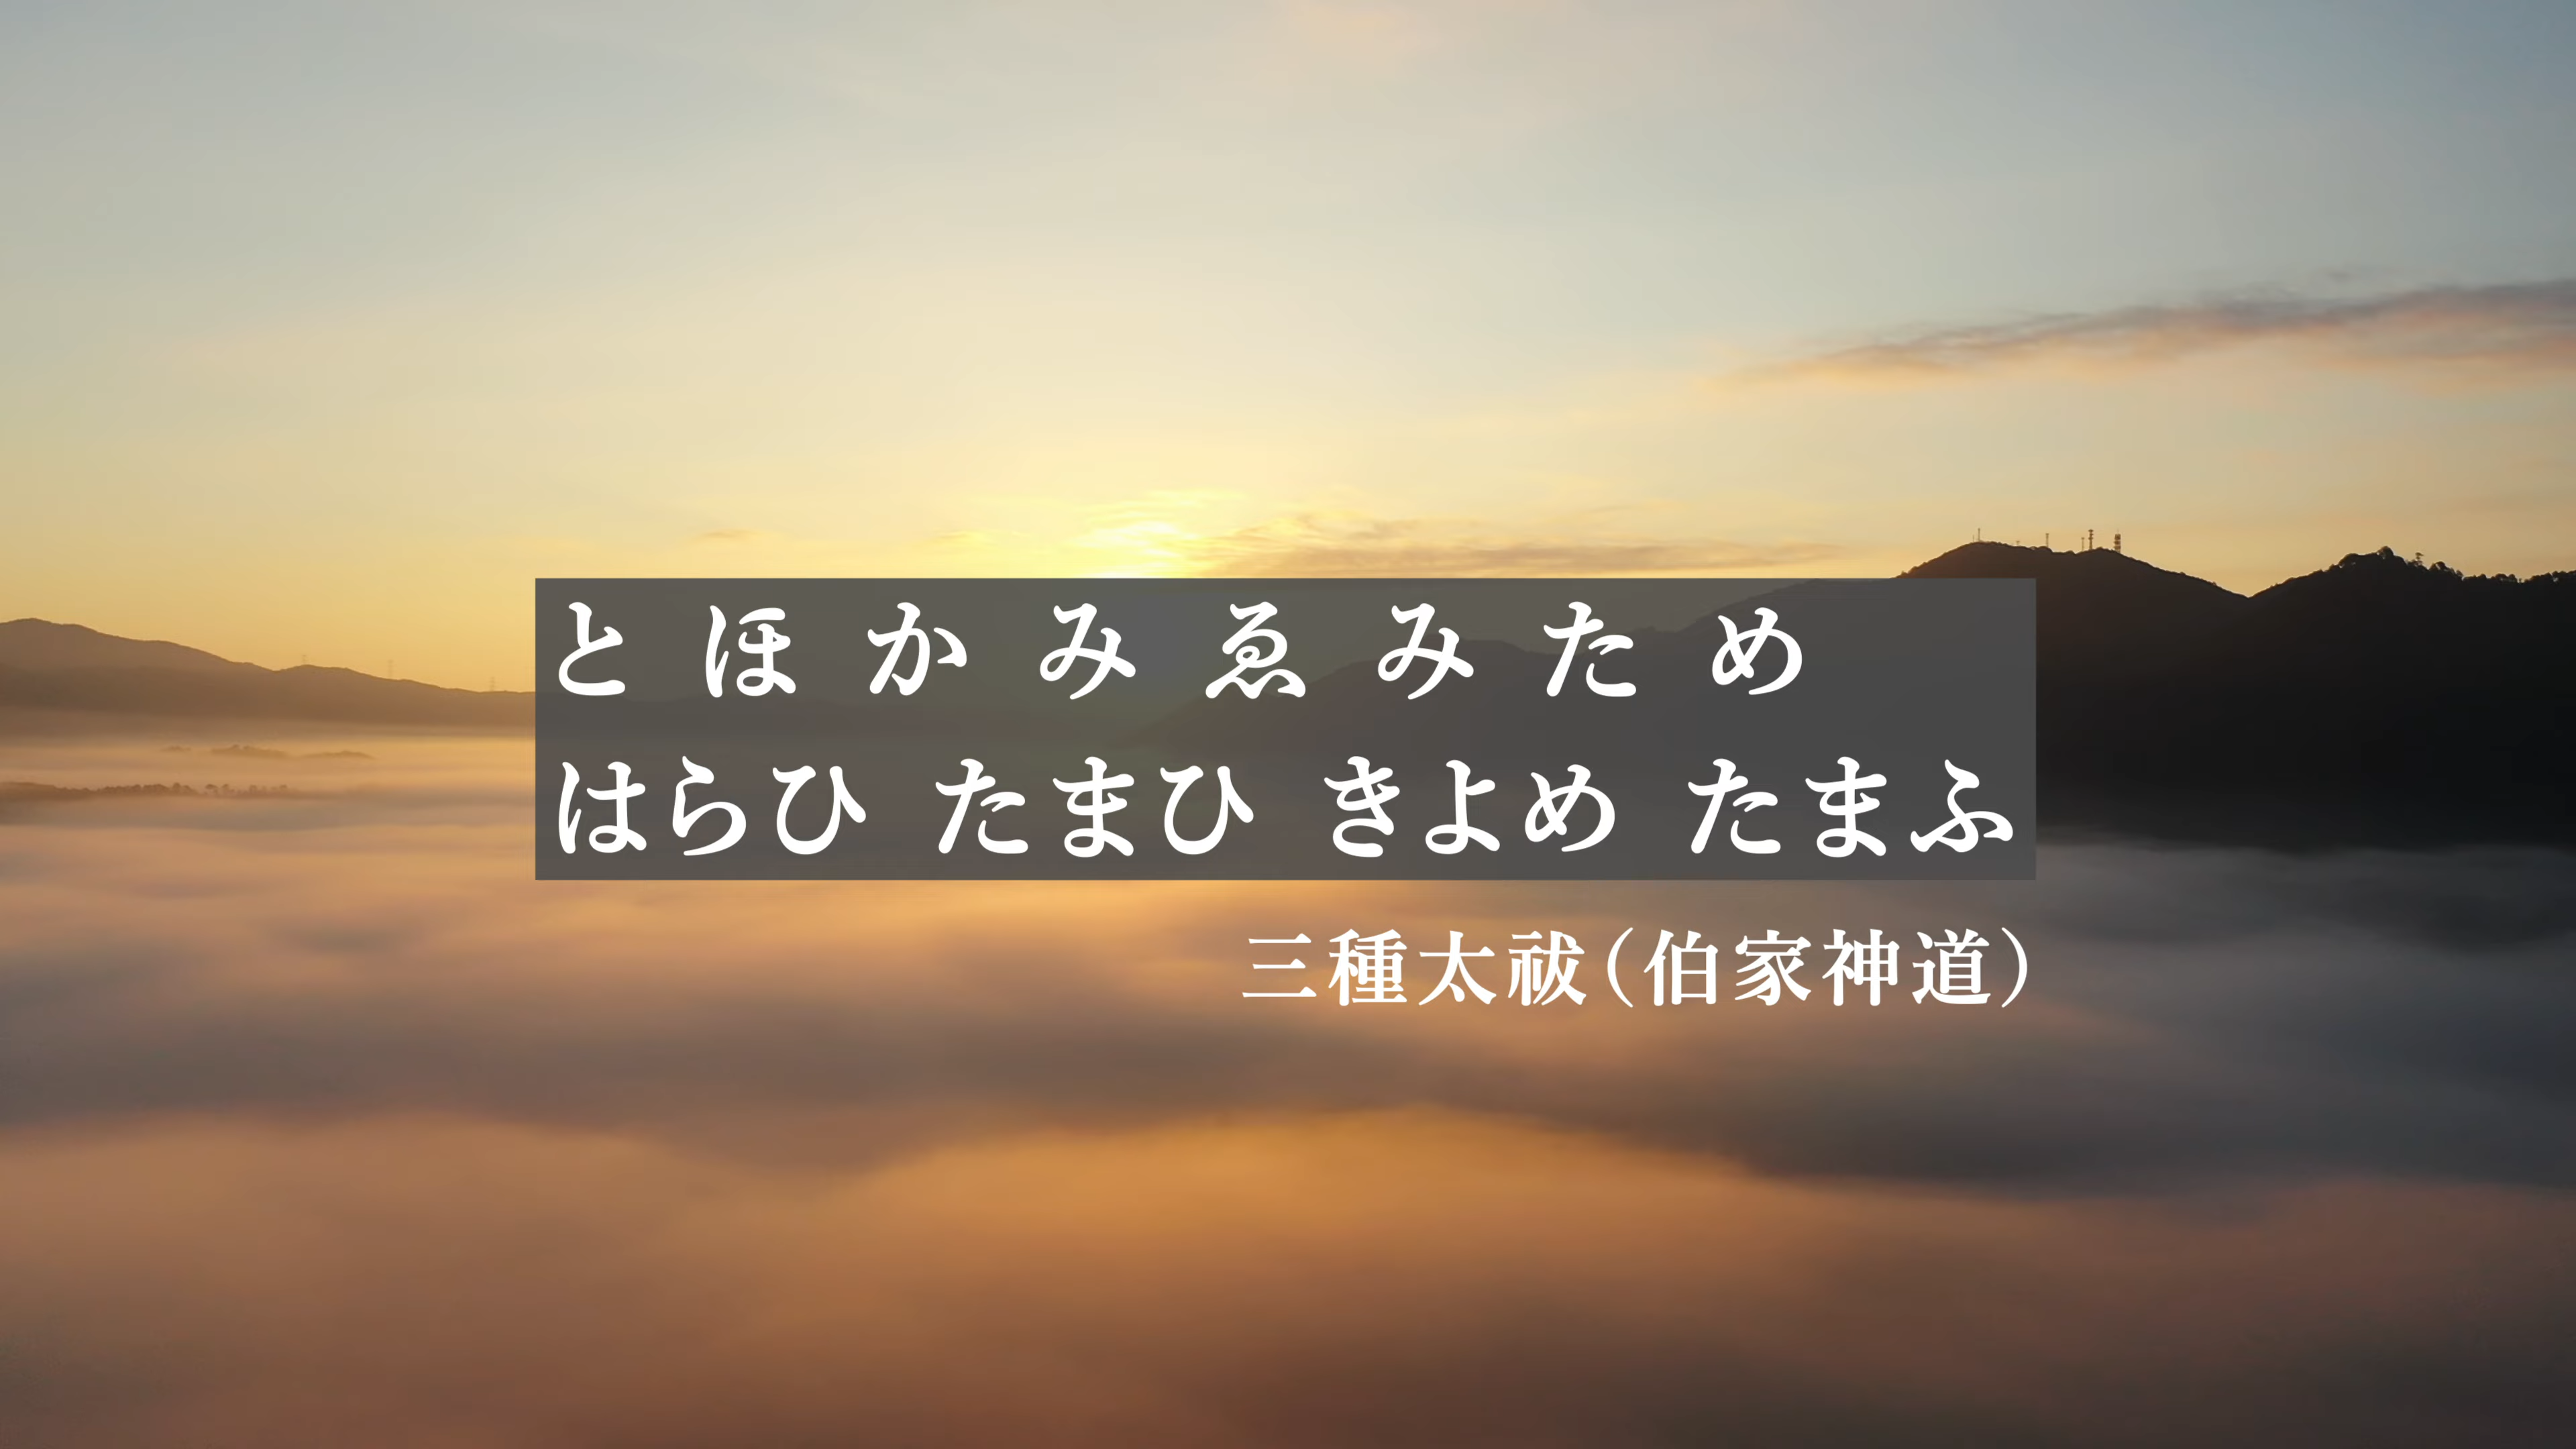 と ほ か み ゑ み た め
はらひ たまひ きよめ たまふ
三種太祓（伯家神道）